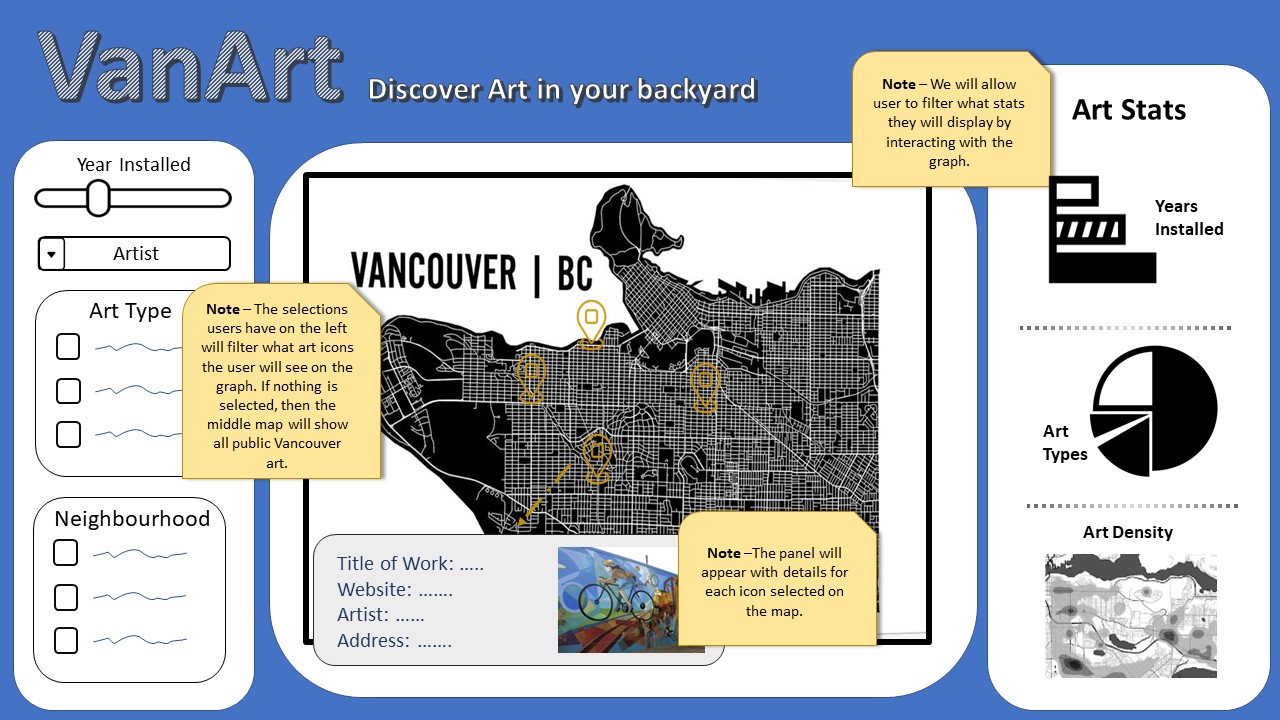 VanArt
Discover Art in your backyard
Year Installed
Artist
Art Type
Neighbourhood
Note – The selections
users have on the left
will filter what art icons
the user will see on the
graph. If nothing is
selected, then the
middle map will show
all public Vancouver
art.
VANCOUVER | BC
Title of Work: …..
Website: …….
Artist: ……
Address: …….
Note –The panel will
appear with details for
each icon selected on
the map.
Note – We will allow
user to filter what stats
they will display by
interacting with the
graph.
Art Stats
Years
Installed
Art
Types
Art Density